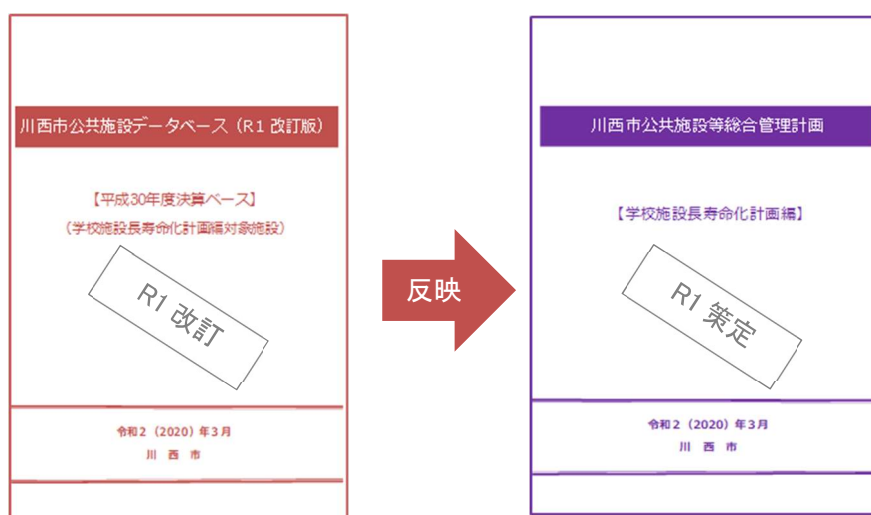 川西市公共施設データベース（R1 改訂版）
【平成30年度決算ベース】
（学校施設長寿命化計画編対象施設）
R1 改訂
令和２（2020）年３月
川 西 市
反映
川西市公共施設等総合管理計画
【学校施設長寿命化計画編】
R1 策定
令和２（2020）年３月
川 西 市